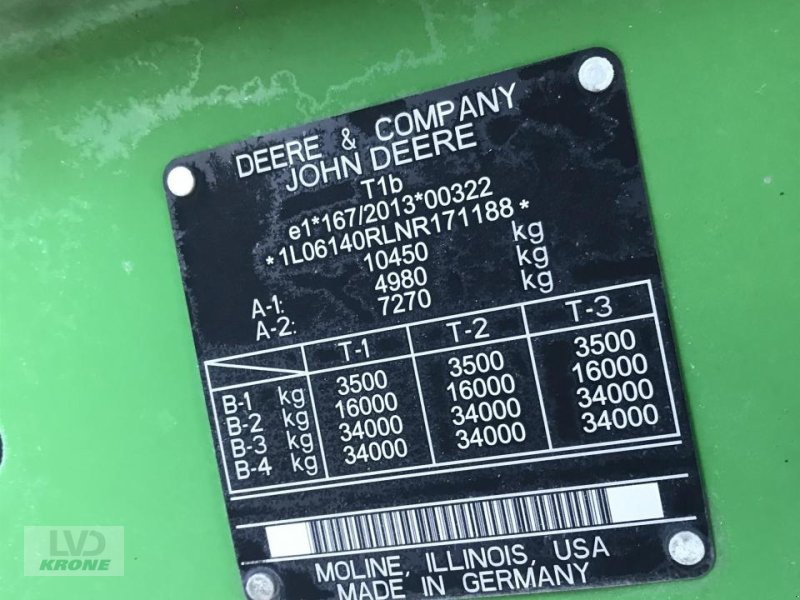 DEERE & COMPANY
JOHN DEERE
T1b
e1*167/2013*00322
*1L06140RLNR171188*
10450 kg
A-1: 4980 kg
A-2: 7270 kg
T-1 T-2 T-3
B-1 kg 3500 3500 3500
B-2 kg 16000 16000 16000
B-3 kg 34000 34000 34000
B-4 kg 34000 34000 34000
MOLINE, ILLINOIS, USA
MADE IN GERMANY
LVD
KRONE